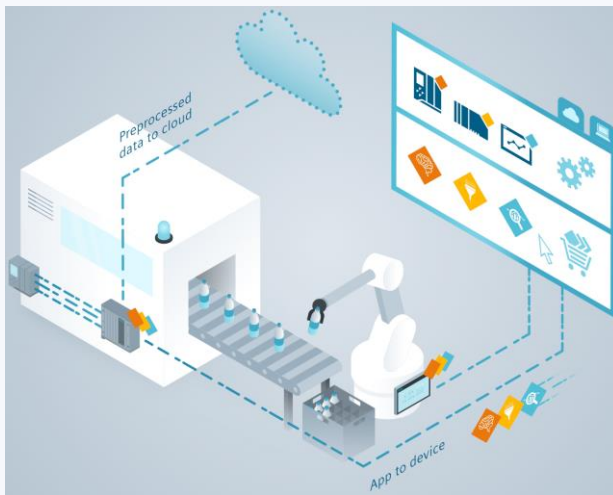 Preprocessed
data to cloud
App to device